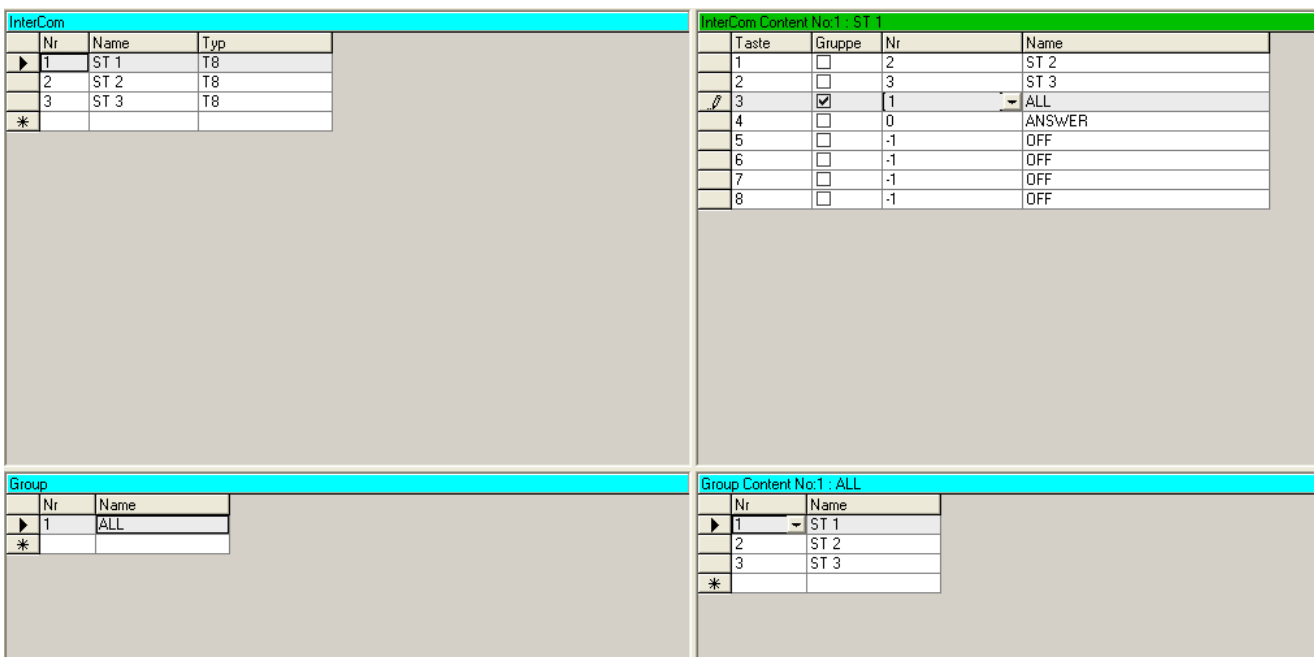 InterCom
Nr Name Typ
1 ST 1 T8
2 ST 2 T8
3 ST 3 T8
InterCom Content No:1 : ST 1
Taste Gruppe Nr Name
1 2 ST 2
2 3 ST 3
3 1 ALL
4 0 ANSWER
5 -1 OFF
6 -1 OFF
7 -1 OFF
8 -1 OFF
Group
Nr Name
1 ALL
Group Content No:1 : ALL
Nr Name
1 ST 1
2 ST 2
3 ST 3